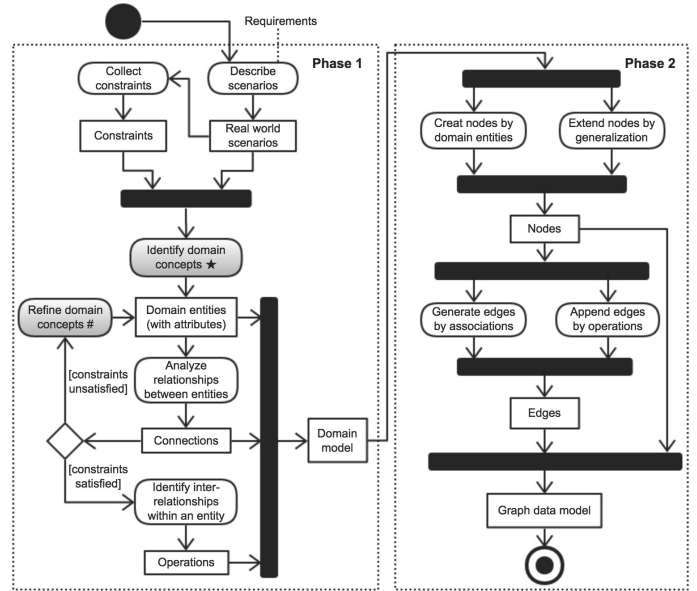 Requirements
Phase 1
Collect
constraints
Describe
scenarios
Constraints
Real world
scenarios
Identify domain
concepts ★
Refine domain
concepts #
Domain entities
(with attributes)
[constraints
unsatisfied]
Analyze
relationships
between entities
Connections
Domain
model
[constraints
satisfied]
Identify inter-
relationships
within an entity
Operations
Phase 2
Creat nodes by
domain entities
Extend nodes by
generalization
Nodes
Generate edges
by associations
Append edges
by operations
Edges
Graph data model